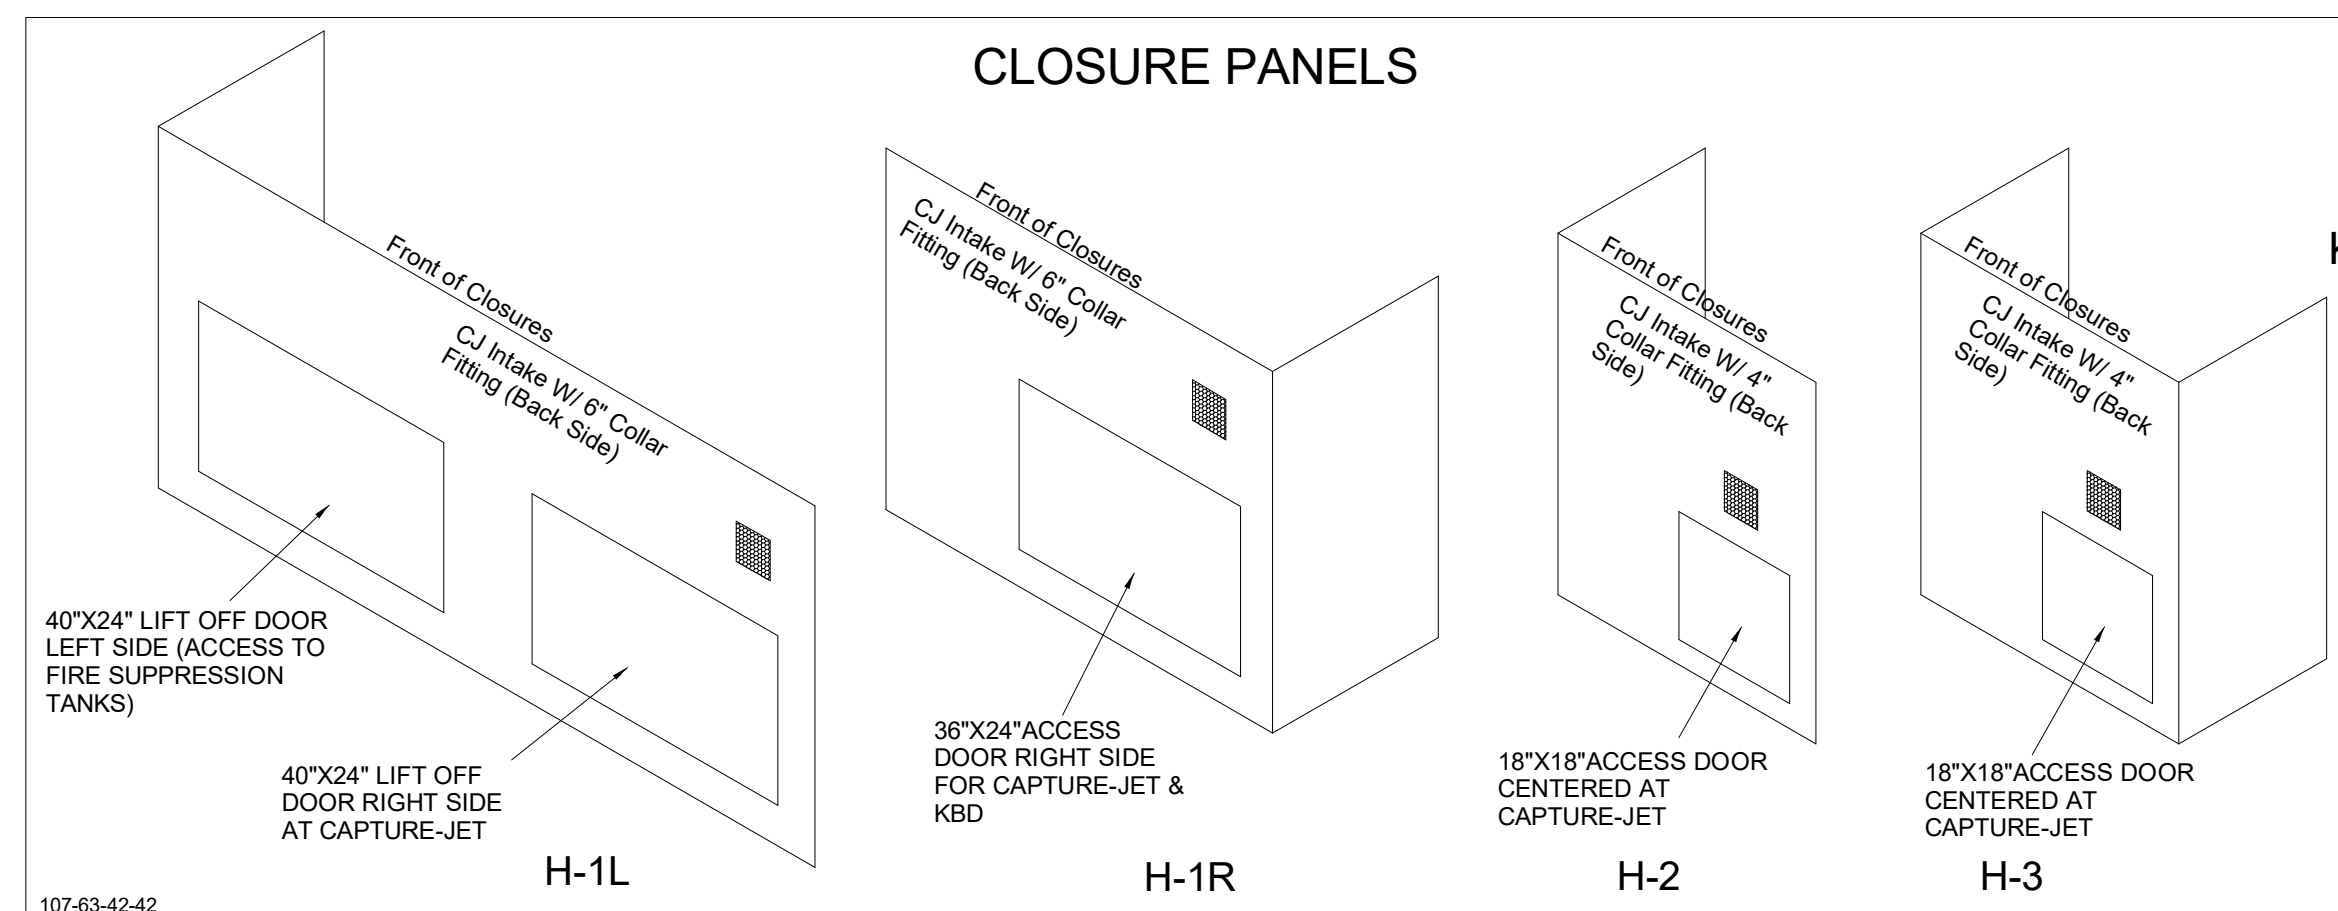 CLOSURE PANELS
Front of Closures
CJ Intake W/ 6" Collar
Fitting (Back Side)
40"X24" LIFT OFF DOOR
LEFT SIDE (ACCESS TO
FIRE SUPPRESSION
TANKS)
40"X24" LIFT OFF
DOOR RIGHT SIDE
AT CAPTURE-JET
H-1L
Front of Closures
CJ Intake W/ 6" Collar
Fitting (Back Side)
36"X24"ACCESS
DOOR RIGHT SIDE
FOR CAPTURE-JET &
KBD
H-1R
Front of Closures
CJ Intake W/ 4"
Collar Fitting (Back
Side)
18"X18"ACCESS DOOR
CENTERED AT
CAPTURE-JET
H-2
Front of Closures
CJ Intake W/ 4"
Collar Fitting (Back
Side)
18"X18"ACCESS DOOR
CENTERED AT
CAPTURE-JET
H-3
107-63-42-42